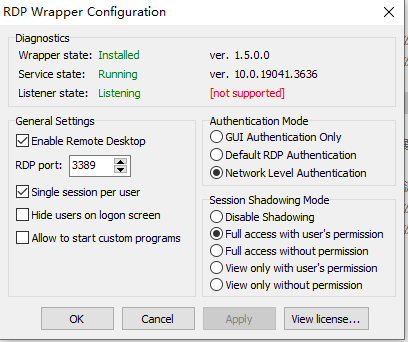 RDP Wrapper Configuration
Diagnostics
Wrapper state: Installed ver. 1.5.0.0
Service state: Running ver. 10.0.19041.3636
Listener state: Listening [not supported]
General Settings
Enable Remote Desktop
RDP port: 3389
Single session per user
Hide users on logon screen
Allow to start custom programs
Authentication Mode
GUI Authentication Only
Default RDP Authentication
Network Level Authentication
Session Shadowing Mode
Disable Shadowing
Full access with user's permission
Full access without permission
View only with user's permission
View only without permission
OK Cancel Apply View license...